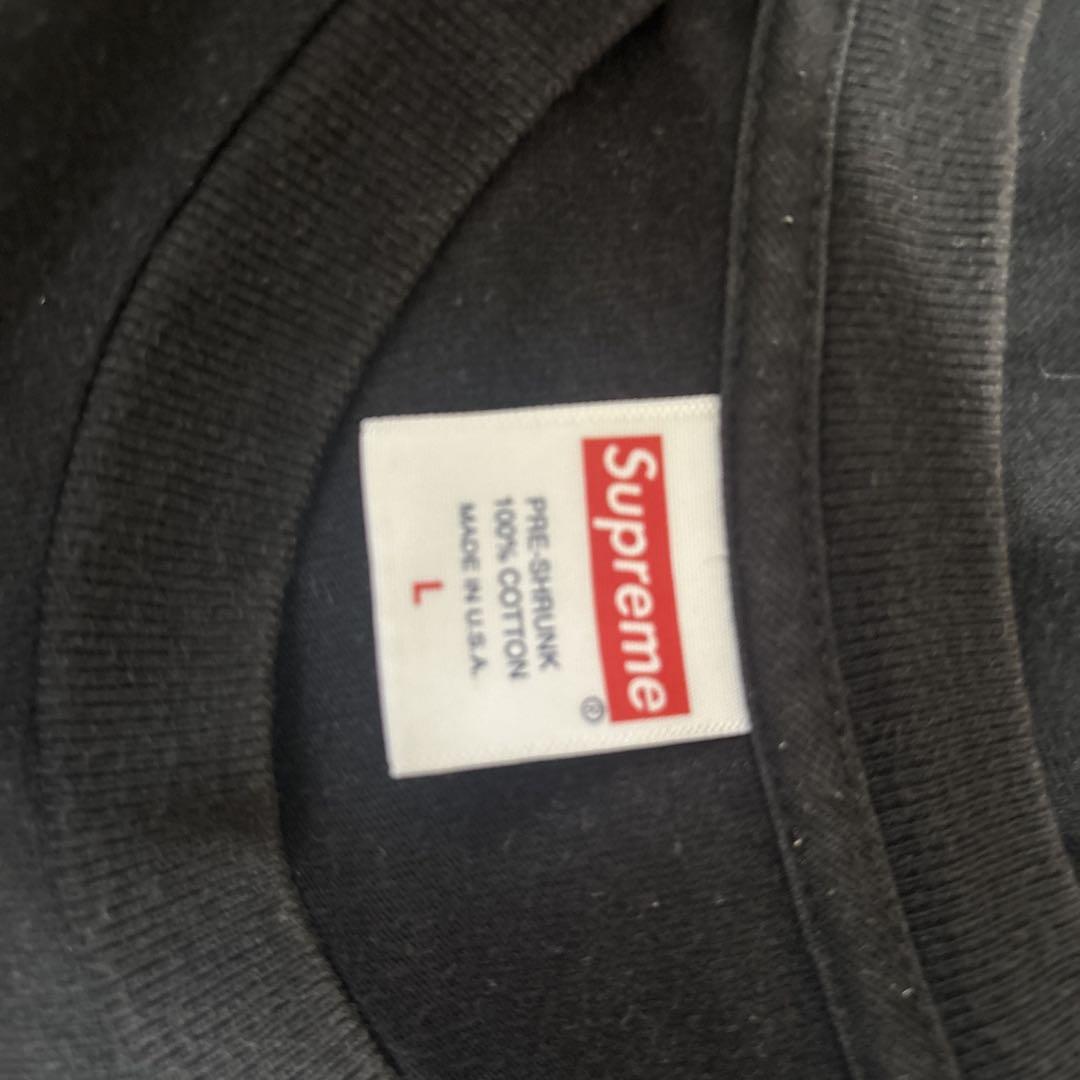 Supreme®
PRE-SHRUNK
100% COTTON
MADE IN U.S.A.
L